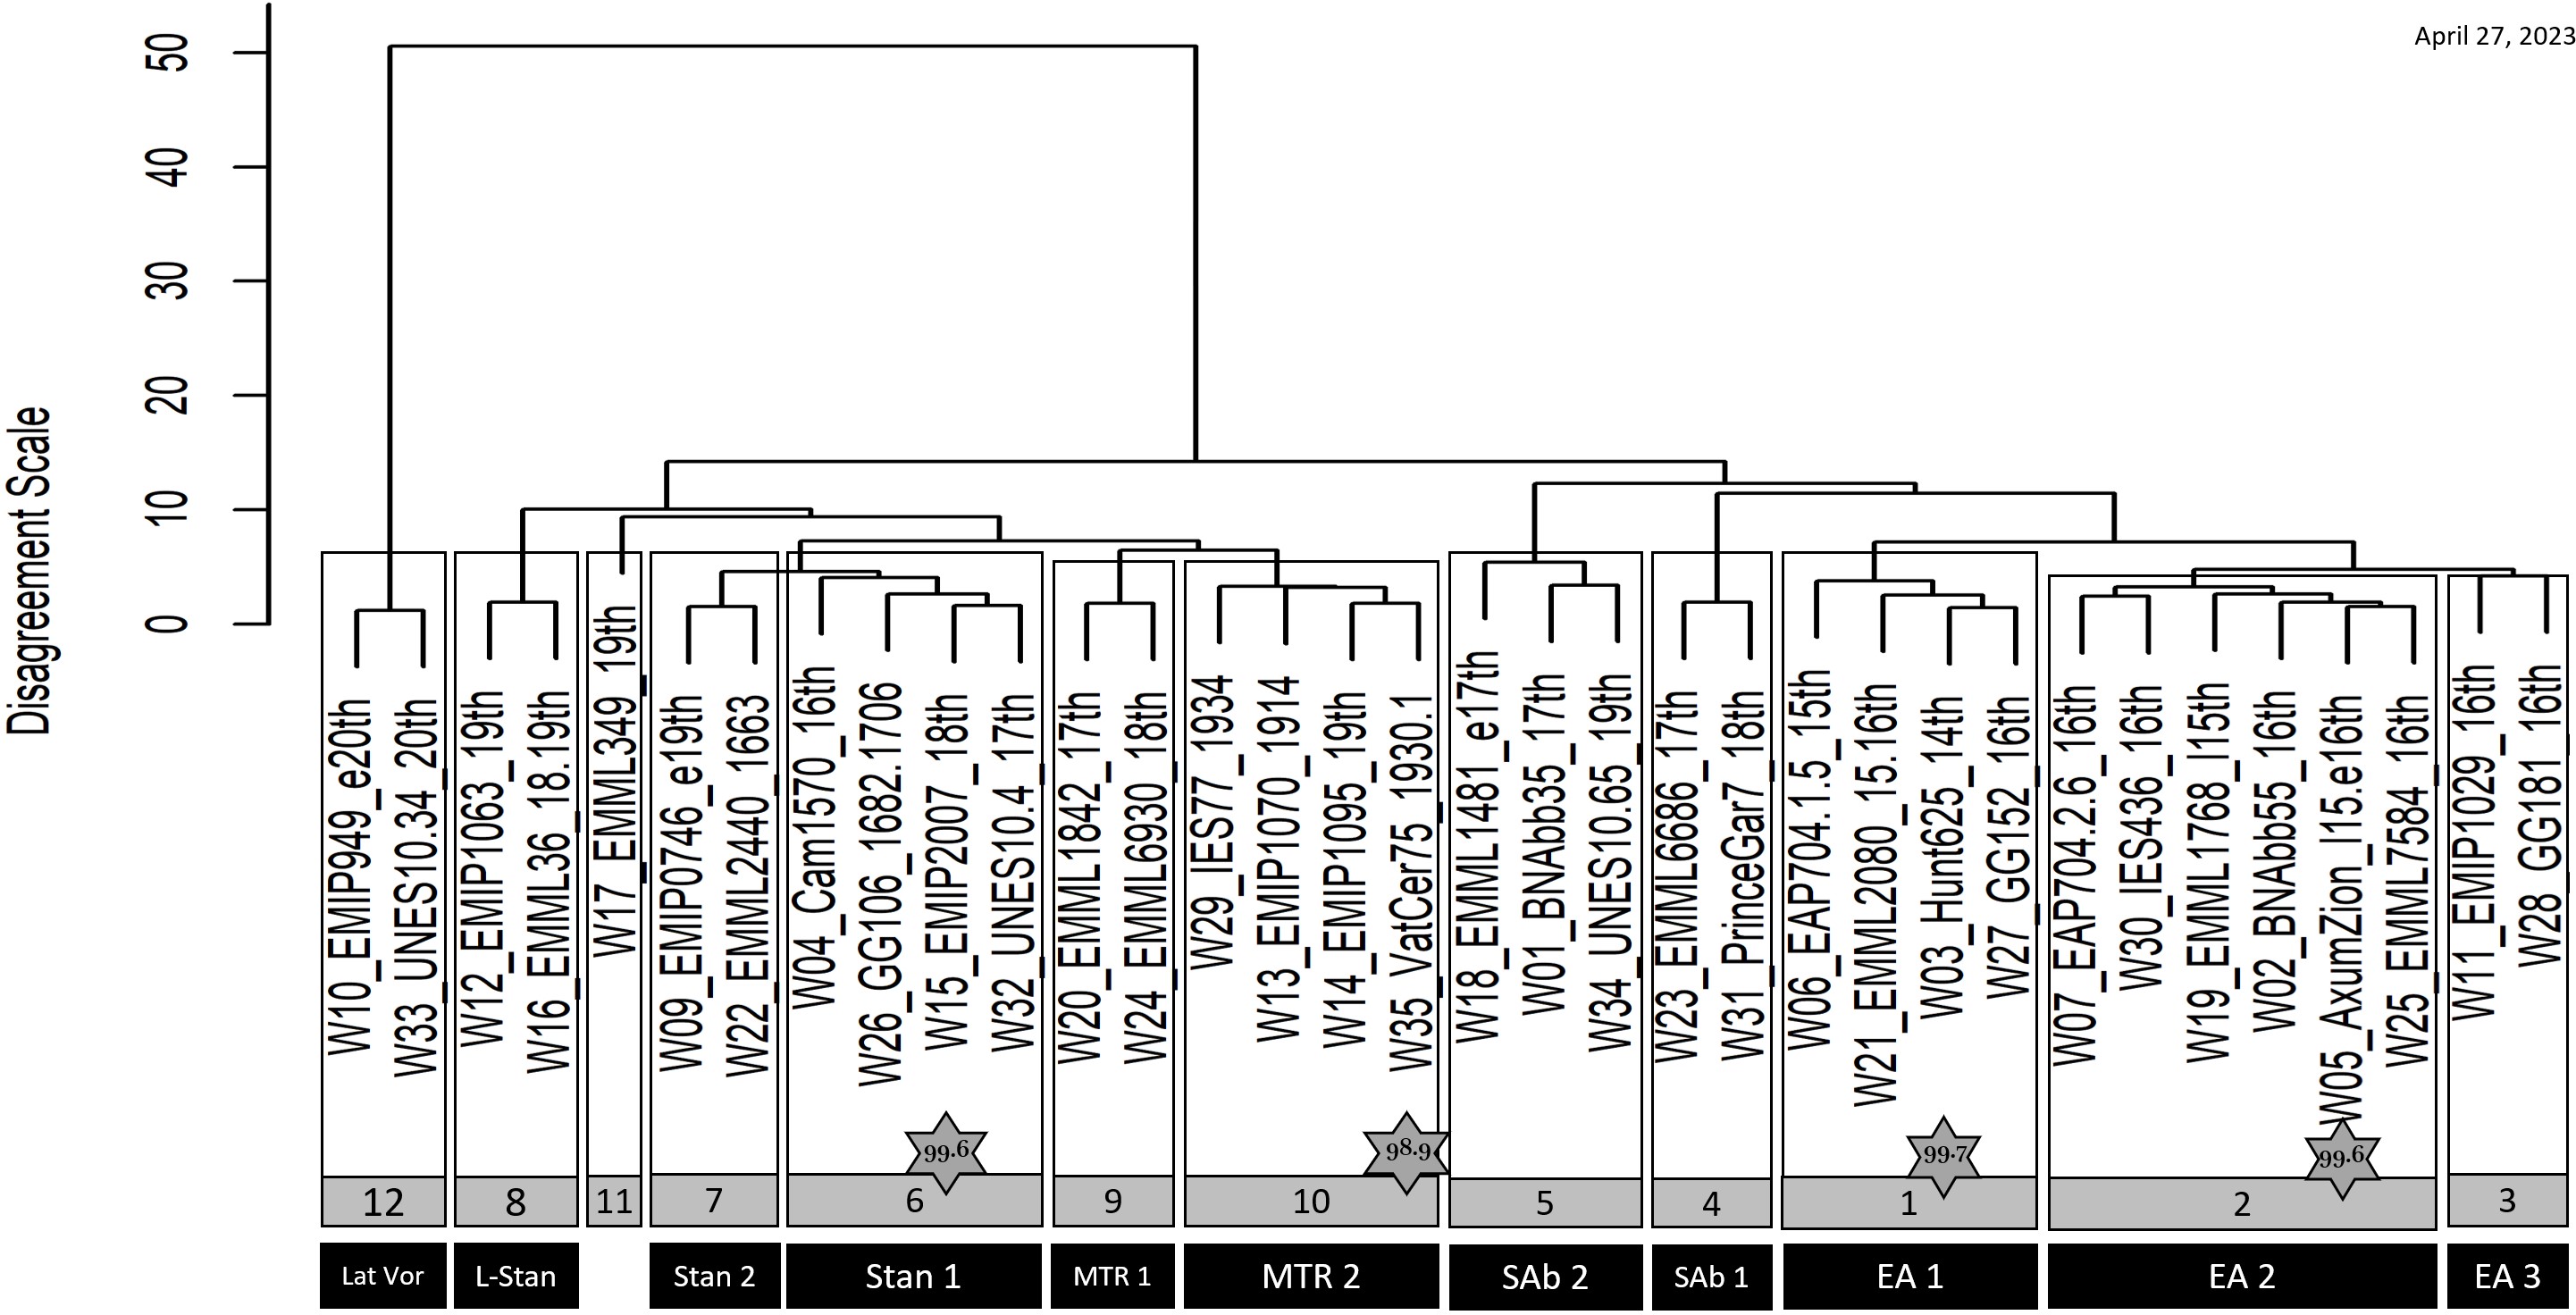 April 27, 2023
Disagreement Scale
50
40
30
20
10
0
W10_EMIP949_e20th
W33_UNES10.34_20th
W12_EMIP1063_19th
W16_EMML36_18.19th
W17_EMML349_19th
W09_EMIP0746_e19th
W22_EMML2440_1663
W04_Cam1570_16th
W26_GG106_1682.1706
W15_EMIP2007_18th
W32_UNES10.4_17th
W20_EMML1842_17th
W24_EMML6930_18th
W29_IES77_1934
W13_EMIP1070_1914
W14_EMIP1095_19th
W35_VatCer75_1930.1
W18_EMML1481_e17th
W01_BNAbb35_17th
W34_UNES10.65_19th
W23_EMML6686_17th
W31_PrinceGar7_18th
W06_EAP704.1.5_15th
W21_EMML2080_15.16th
W03_Hunt625_14th
W27_GG152_16th
W07_EAP704.2.6_16th
W30_IES436_16th
W19_EMML1768_l15th
W02_BNAbb55_16th
W05_AxumZion_l15.e16th
W25_EMML7584_16th
W11_EMIP1029_16th
W28_GG181_16th
99.6
98.9
99.7
99.6
12
8
11
7
6
9
10
5
4
1
2
3
Lat Vor
L-Stan
Stan 2
Stan 1
MTR 1
MTR 2
SAb 2
SAb 1
EA 1
EA 2
EA 3